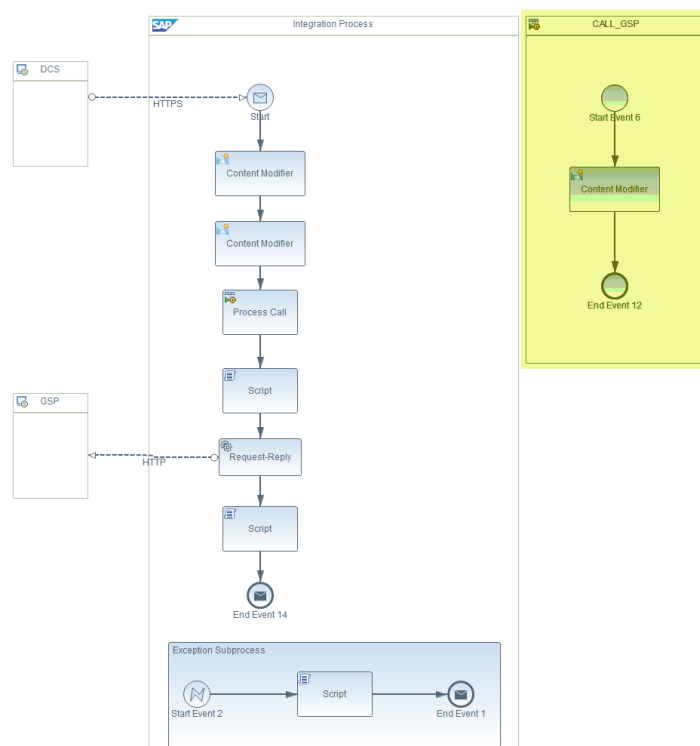 SAP
Integration Process
CALL_GSP
DCS
HTTPS
Start
Start Event 6
Content Modifier
Content Modifier
Content Modifier
End Event 12
Process Call
Script
GSP
HTTP
Request-Reply
Script
End Event 14
Exception Subprocess
Script
Start Event 2
End Event 1